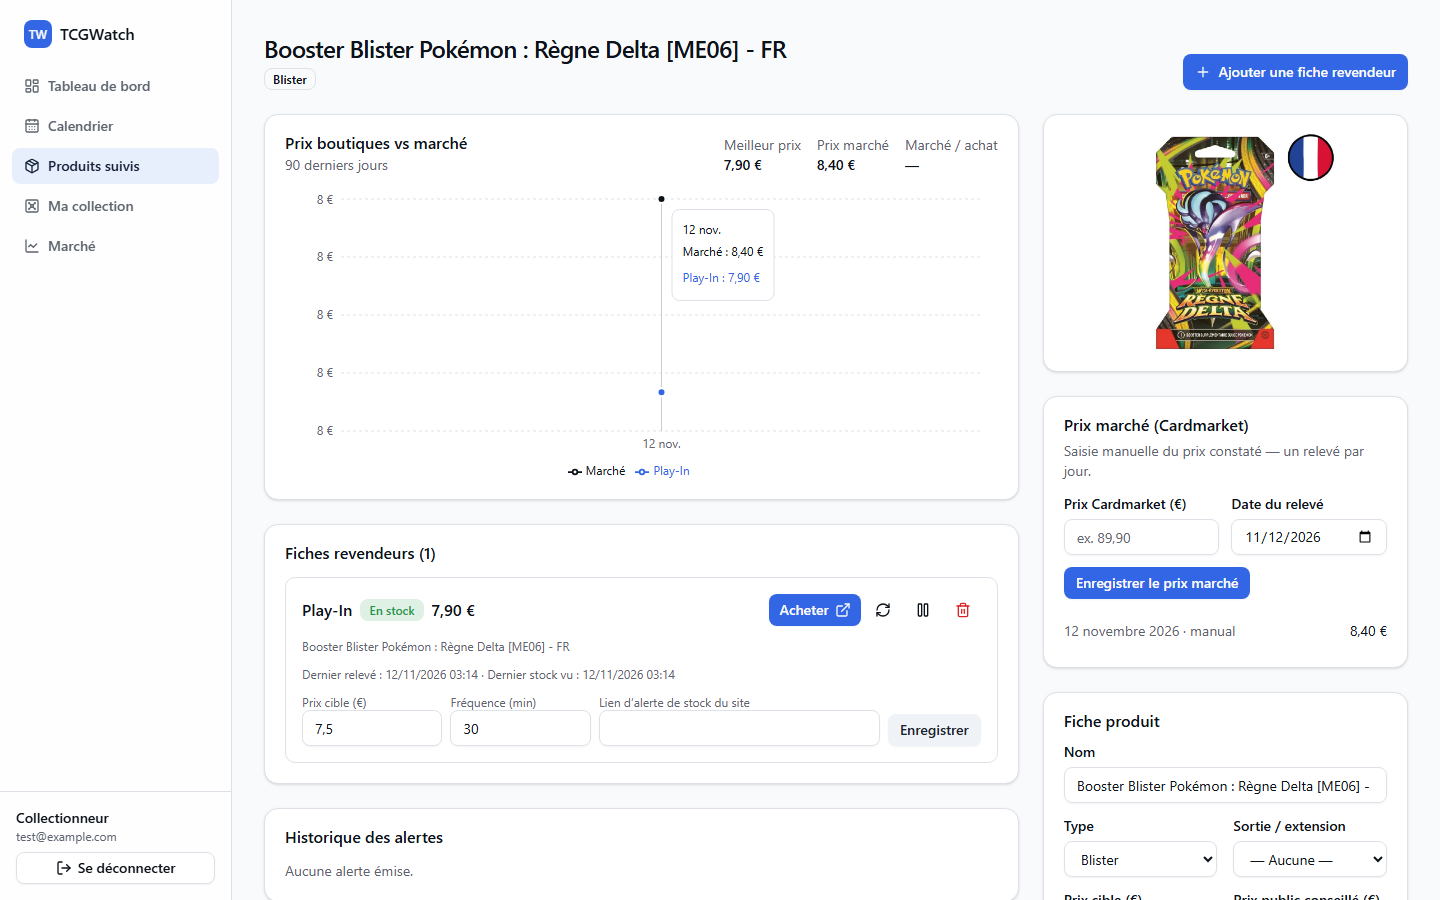 TW TCGWatch
Tableau de bord
Calendrier
Produits suivis
Ma collection
Marché
Collectionneur
test@example.com
Se déconnecter
Booster Blister Pokémon : Règne Delta [ME06] - FR
Blister
Ajouter une fiche revendeur
Prix boutiques vs marché
90 derniers jours
Meilleur prix Prix marché Marché / achat
7,90 € 8,40 € —
8 €
8 €
8 €
8 €
8 €
12 nov.
Marché : 8,40 €
Play-In : 7,90 €
12 nov.
Marché Play-In
Fiches revendeurs (1)
Play-In En stock 7,90 € Acheter
Booster Blister Pokémon : Règne Delta [ME06] - FR
Dernier relevé : 12/11/2026 03:14 · Dernier stock vu : 12/11/2026 03:14
Prix cible (€) Fréquence (min) Lien d'alerte de stock du site
7,5 30 Enregistrer
Historique des alertes
Aucune alerte émise.
POKÉMON
RÈGNE
DELTA
Prix marché (Cardmarket)
Saisie manuelle du prix constaté — un relevé par
jour.
Prix Cardmarket (€) Date du relevé
ex. 89,90 11/12/2026
Enregistrer le prix marché
12 novembre 2026 · manual 8,40 €
Fiche produit
Nom
Booster Blister Pokémon : Règne Delta [ME06] -
Type Sortie / extension
Blister — Aucune —
Prix cible (€) Prix public conseillé (€)